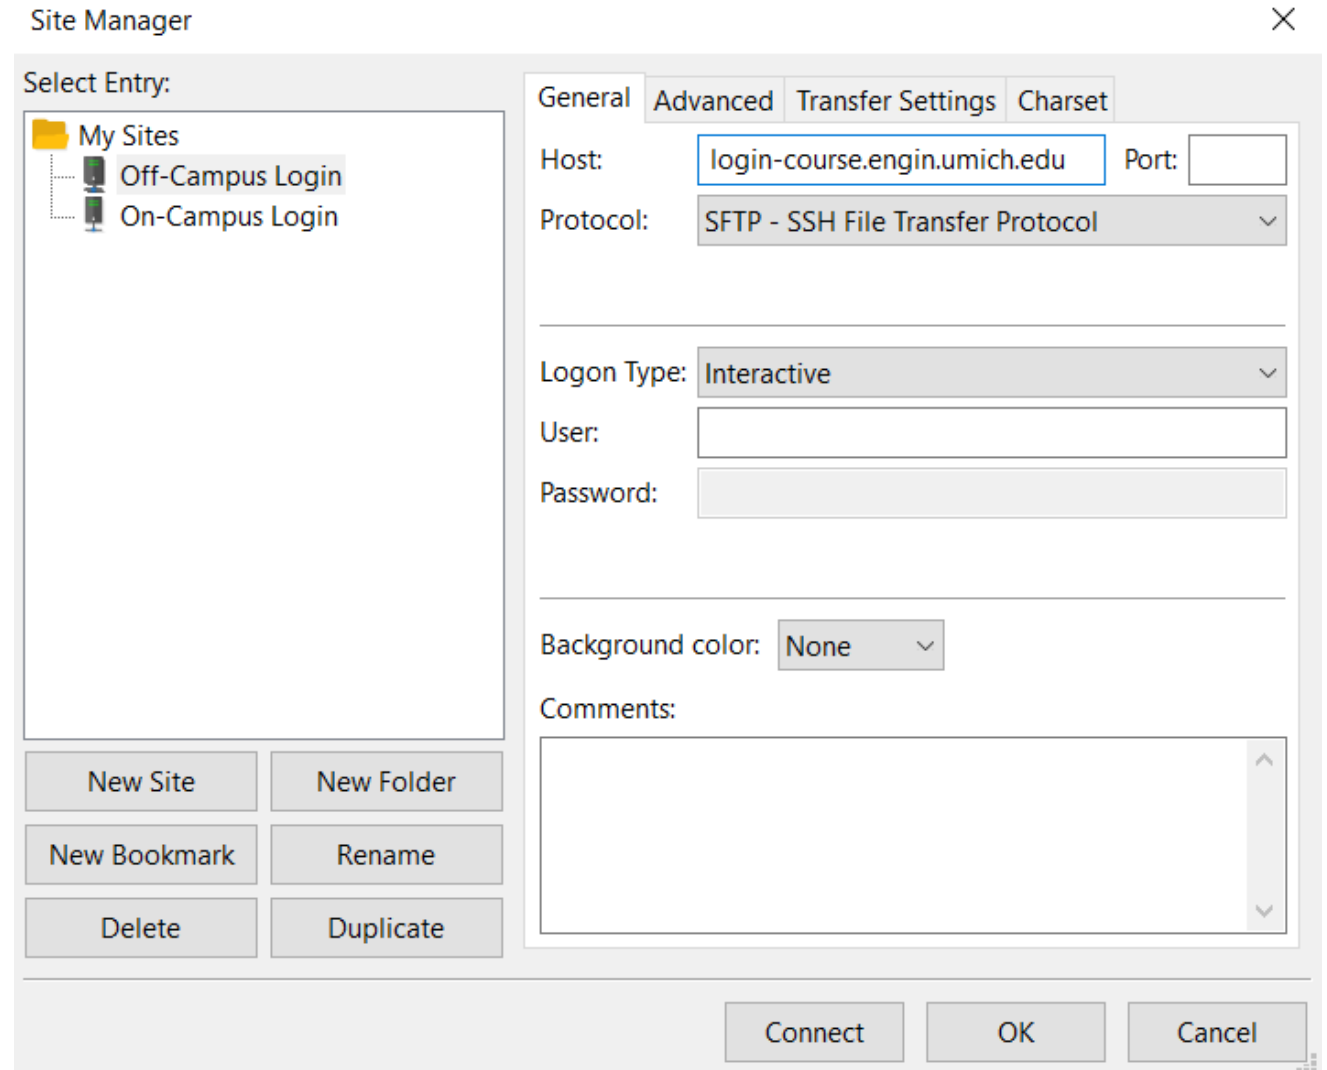 Site Manager
Select Entry:
My Sites
Off-Campus Login
On-Campus Login
New Site
New Folder
New Bookmark
Rename
Delete
Duplicate
General
Advanced
Transfer Settings
Charset
Host:
login-course.engin.umich.edu
Port:
Protocol:
SFTP - SSH File Transfer Protocol
Logon Type:
Interactive
User:
Password:
Background color:
None
Comments:
Connect
OK
Cancel